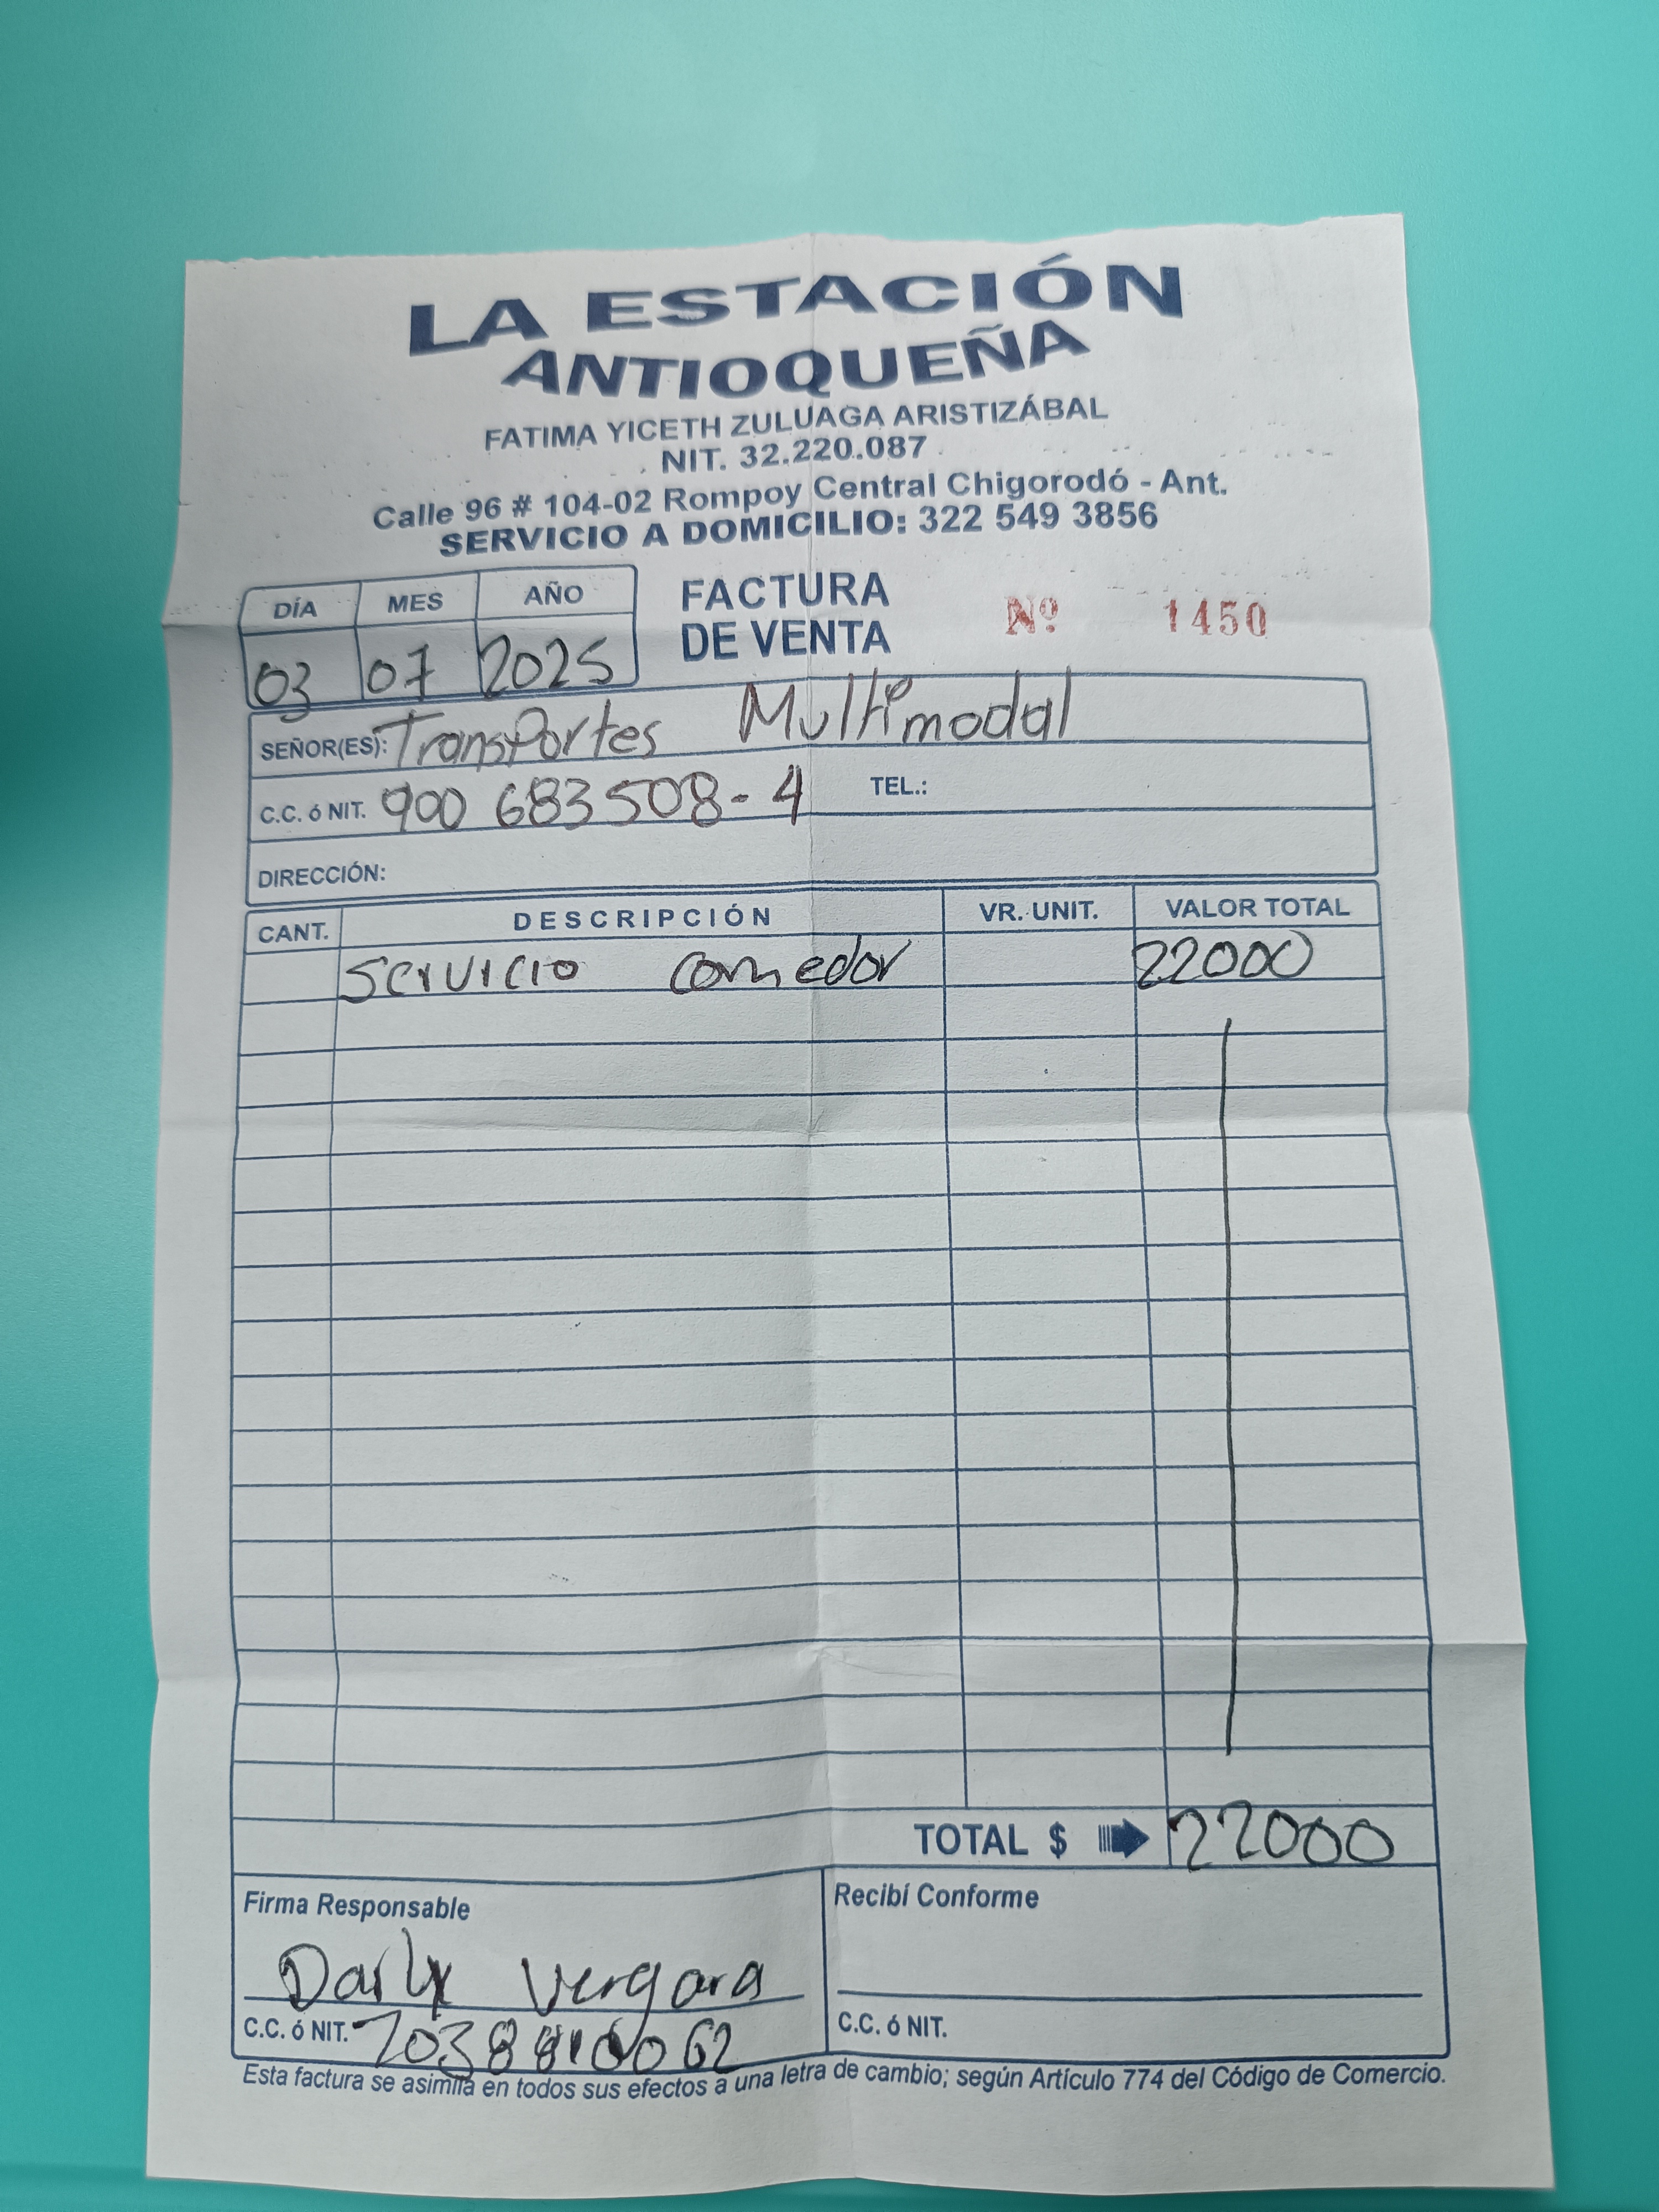 LA ESTACIÓN
ANTIOQUEÑA
FATIMA YICETH ZULUAGA ARISTIZÁBAL
NIT. 32.220.087
Calle 96 # 104-02 Rompoy Central Chigorodó - Ant.
SERVICIO A DOMICILIO: 322 549 3856
DÍA MES AÑO
03 07 2025
FACTURA
DE VENTA
Nº 1450
SEÑOR(ES): Transportes Multimodal
C.C. ó NIT. 900 683508-4 TEL.:
DIRECCIÓN:
CANT. DESCRIPCIÓN VR. UNIT. VALOR TOTAL
Servicio comedor 22000
TOTAL $ 22000
Firma Responsable
Vergara
C.C. ó NIT.
Recibí Conforme
C.C. ó NIT.
Esta factura se asimila en todos sus efectos a una letra de cambio; según Artículo 774 del Código de Comercio.